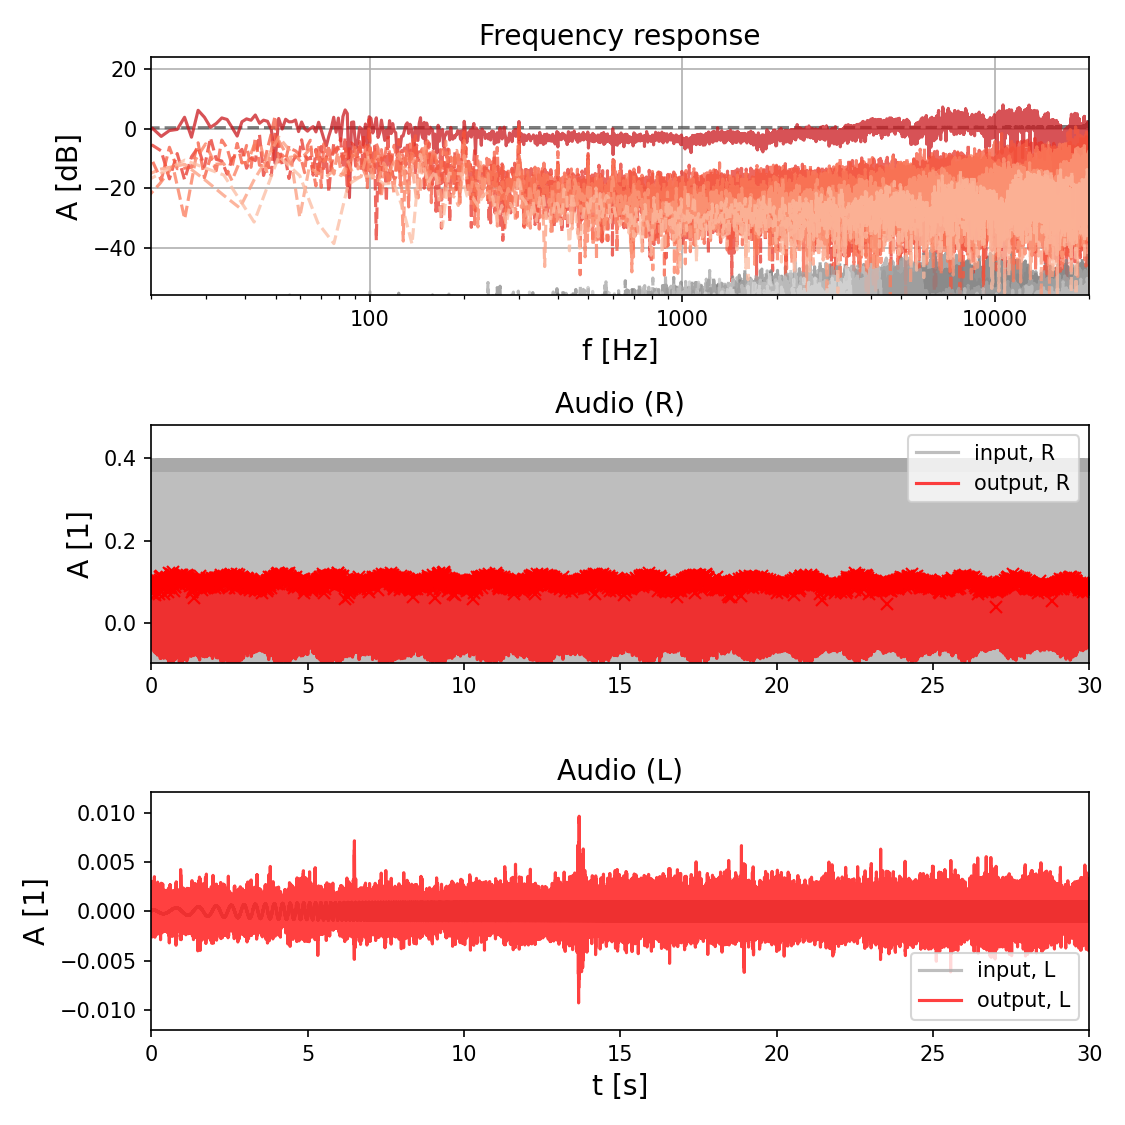 Frequency response
20
0
−20
−40
A [dB]
100
1000
10000
f [Hz]
Audio (R)
0.4
0.2
0.0
A [1]
input, R
output, R
0
5
10
15
20
25
30
Audio (L)
0.010
0.005
0.000
−0.005
−0.010
A [1]
input, L
output, L
0
5
10
15
20
25
30
t [s]